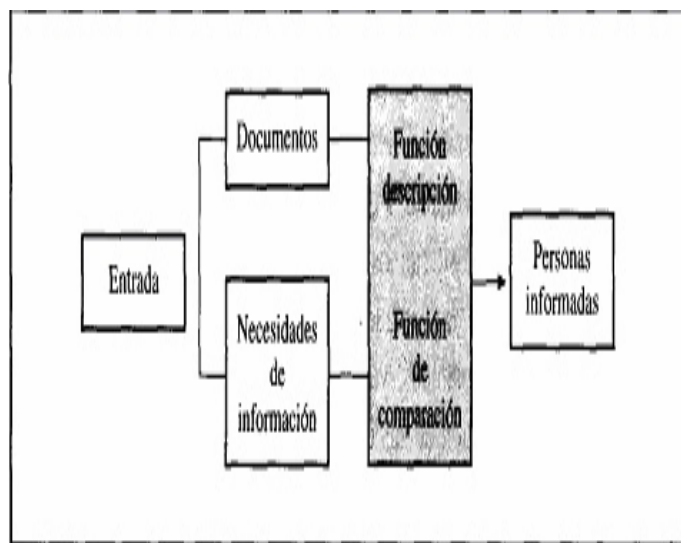 Entrada
Documentos
Necesidades
de
información
Función
descripción
Función
de
comparación
Personas
informadas